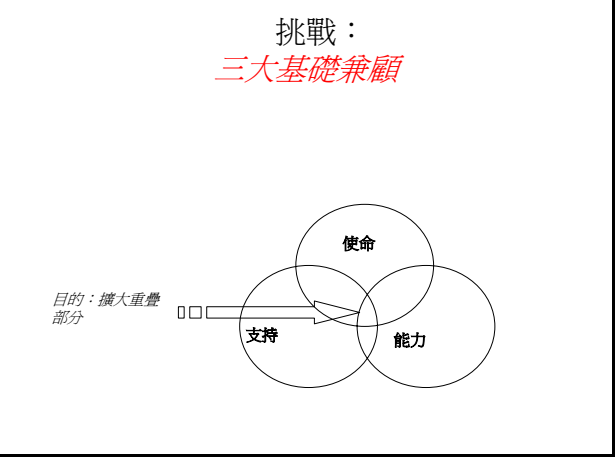 挑戰：
三大基礎兼顧
使命
目的：擴大重疊
部分
支持
能力